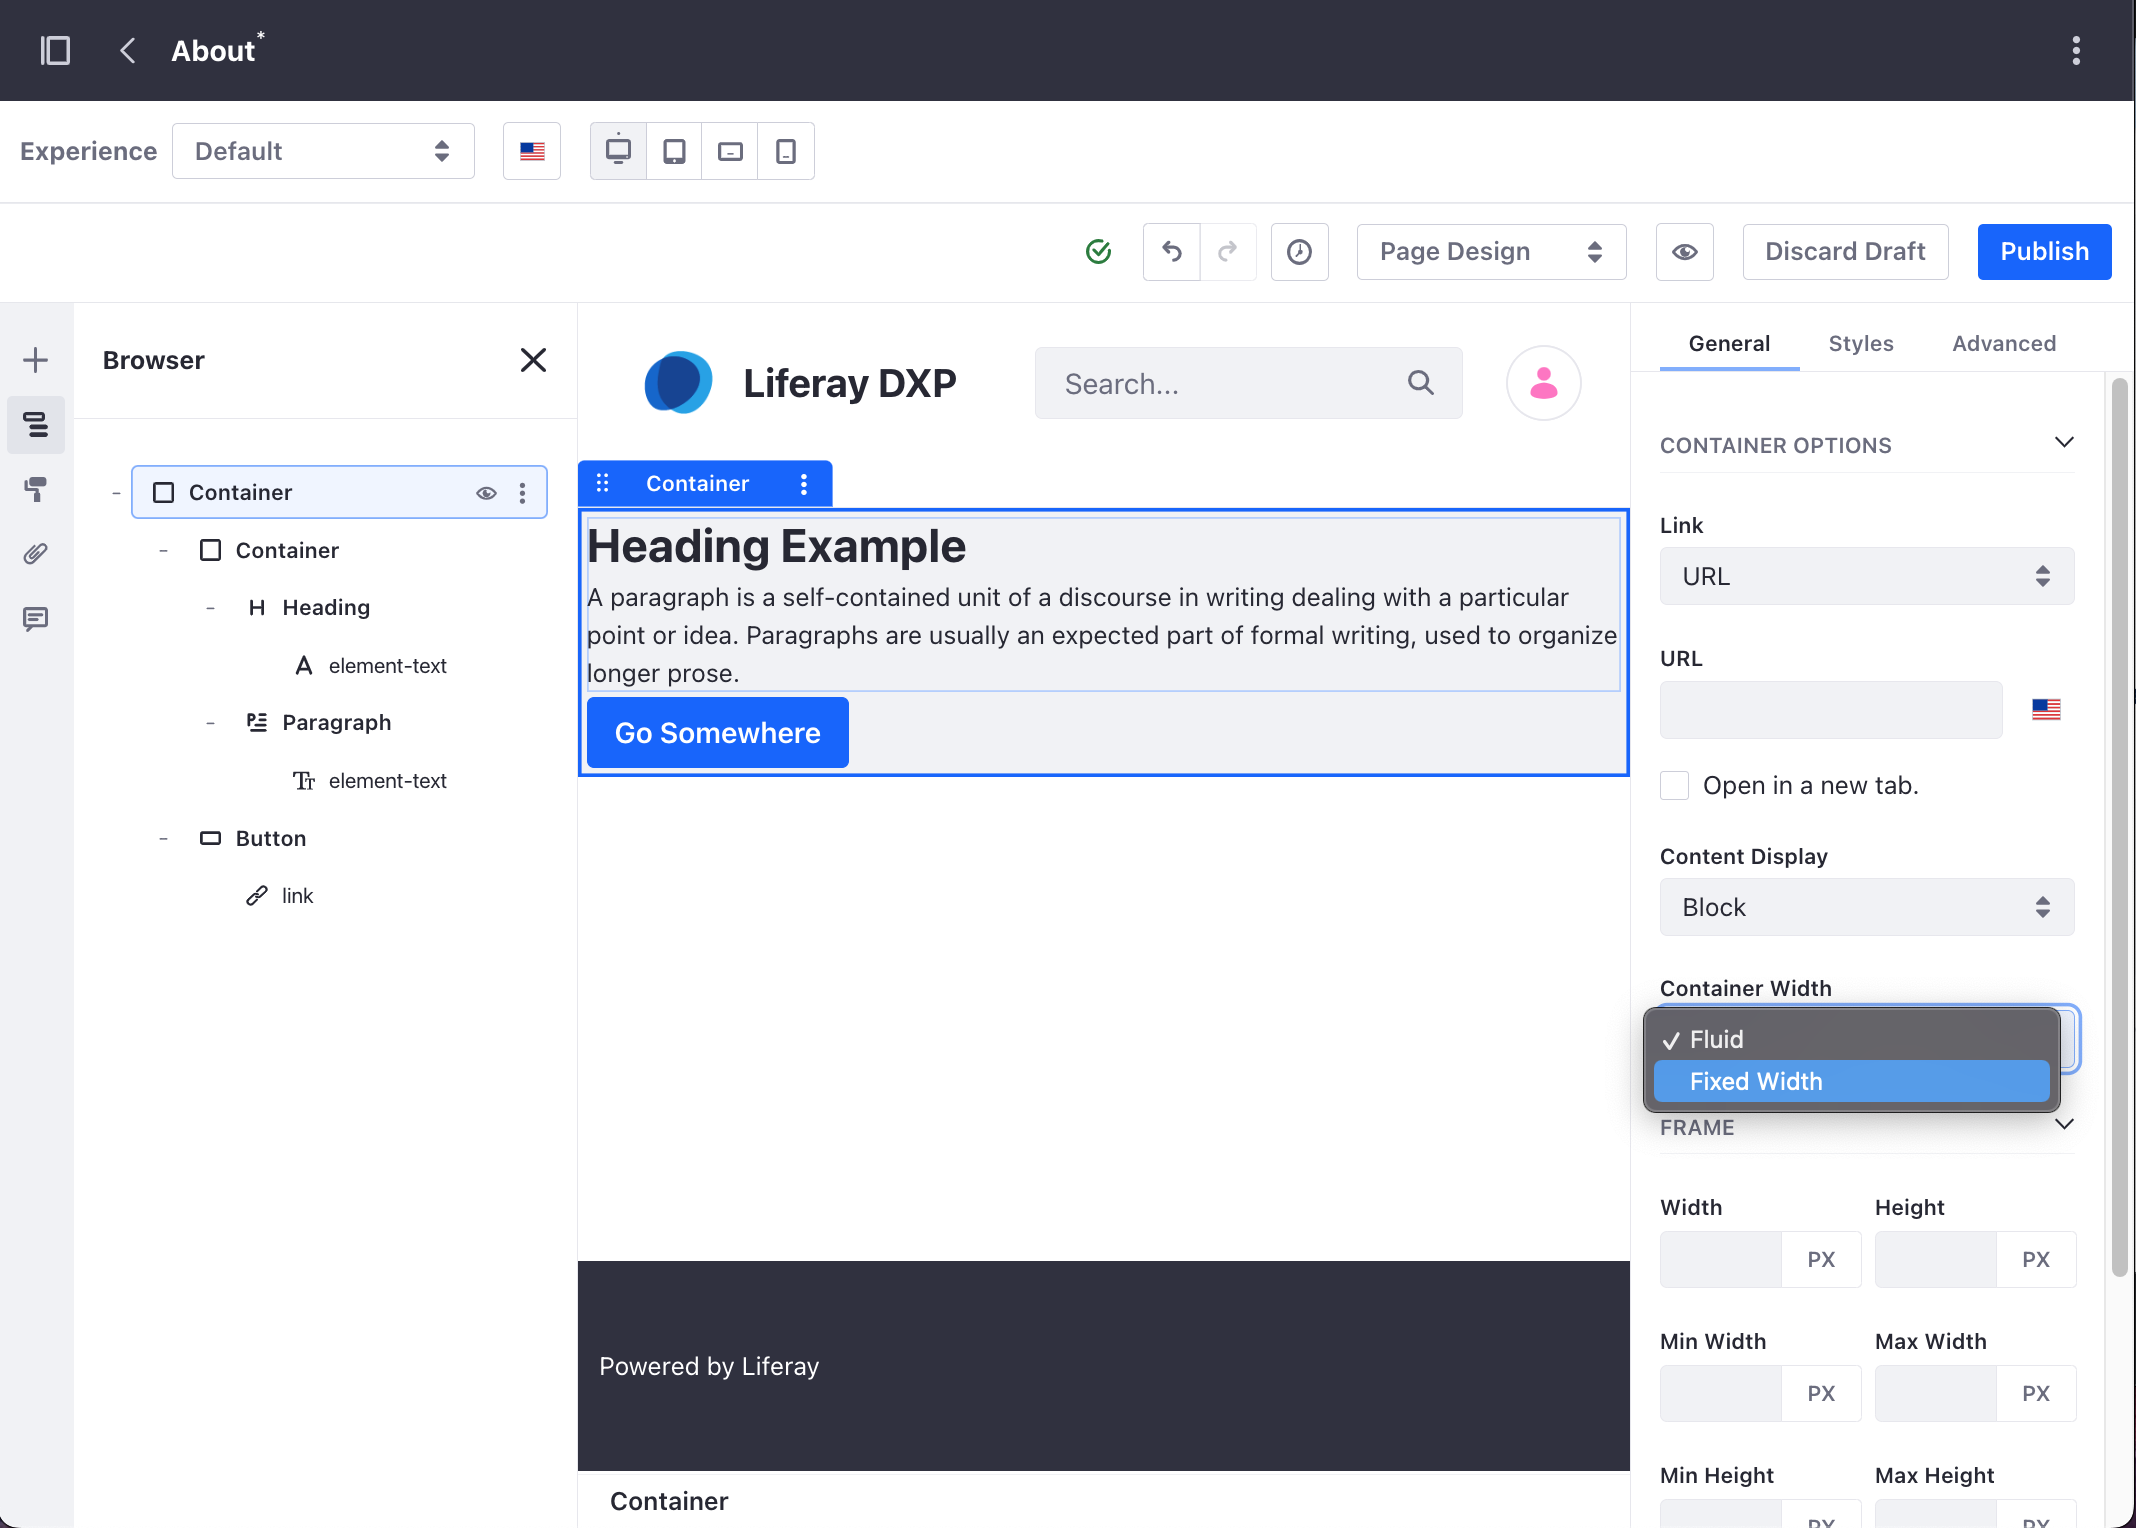 About*
Experience
Default
Page Design
Discard Draft
Publish
Browser
Container
Container
Heading
element-text
Paragraph
element-text
Button
link
Liferay DXP
Search...
Container
Heading Example
A paragraph is a self-contained unit of a discourse in writing dealing with a particular
point or idea. Paragraphs are usually an expected part of formal writing, used to organize
longer prose.
Go Somewhere
Powered by Liferay
Container
General
Styles
Advanced
CONTAINER OPTIONS
Link
URL
URL
Open in a new tab.
Content Display
Block
Container Width
✓ Fluid
Fixed Width
FRAME
Width
Height
PX
PX
Min Width
Max Width
PX
PX
Min Height
Max Height
PX
PX